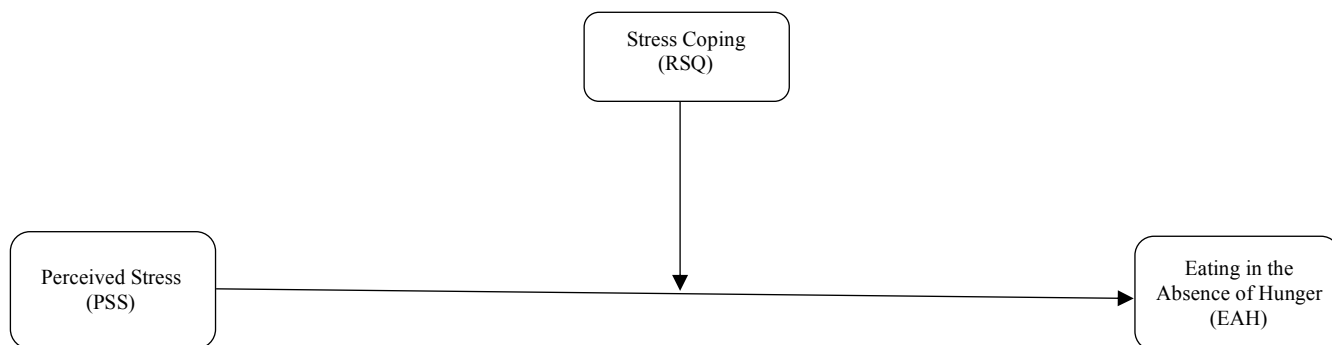 Stress Coping
(RSQ)
Perceived Stress
(PSS)
Eating in the
Absence of Hunger
(EAH)